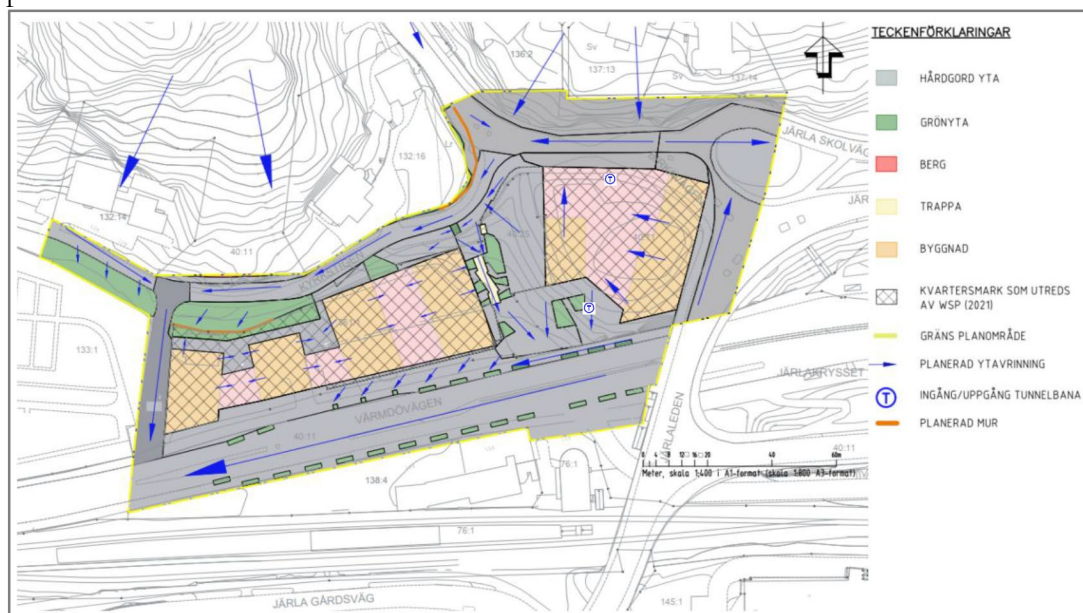 TECKENFÖRKLARINGAR
HÅRDGORD YTA
GRÖNYTA
BERG
TRAPPA
BYGGNAD
KVARTERSMARK SOM UTREDS
AV WSP (2021)
GRÄNS PLANOMRÅDE
PLANERAD YTAVRINNING
T INGÅNG/UPPGÅNG TUNNELBANA
PLANERAD MUR
136:2
Sv
137:13
Sv
137:14
JÄRLA SKOLVÄG
132:16
132:14
40:11
133:1
VÄRMDÖVÄGEN
40:11
138:4
76:1
76:1
JÄRLALEDEN
JÄRLAKRYSSET
40:11
Meter, skala 1:400 i A1-format (skala 1:800 A3-format)
JÄRLA GÅRDSVÄG
145:1
T
T